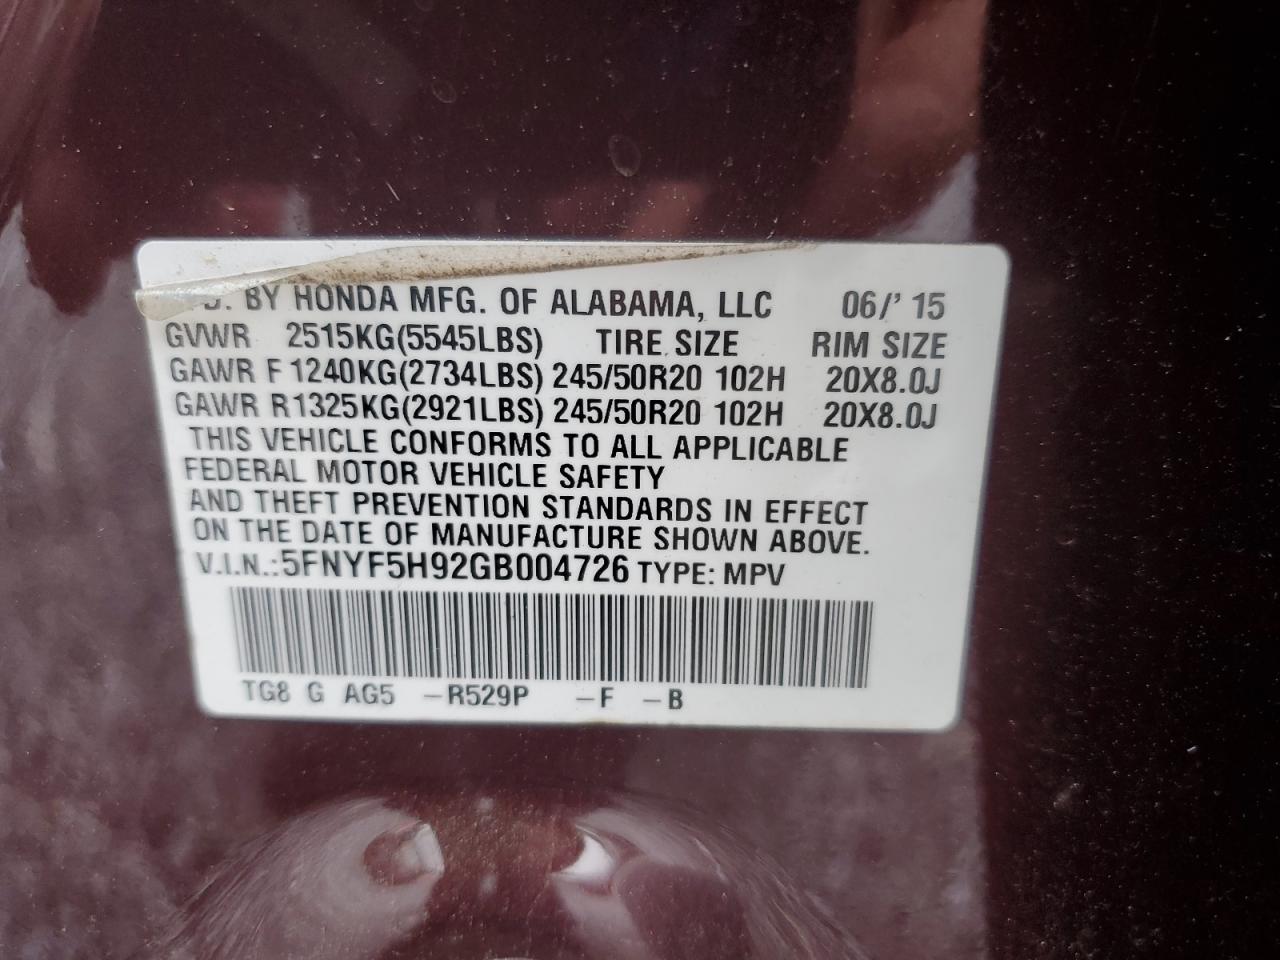 BY HONDA MFG. OF ALABAMA, LLC 06/' 15
GVWR 2515KG(5545LBS) TIRE SIZE RIM SIZE
GAWR F 1240KG(2734LBS) 245/50R20 102H 20X8.0J
GAWR R1325KG(2921LBS) 245/50R20 102H 20X8.0J
THIS VEHICLE CONFORMS TO ALL APPLICABLE
FEDERAL MOTOR VEHICLE SAFETY
AND THEFT PREVENTION STANDARDS IN EFFECT
ON THE DATE OF MANUFACTURE SHOWN ABOVE.
V.I.N.:5FNYF5H92GB004726 TYPE: MPV
TG8 G AG5 -R529P -F -B